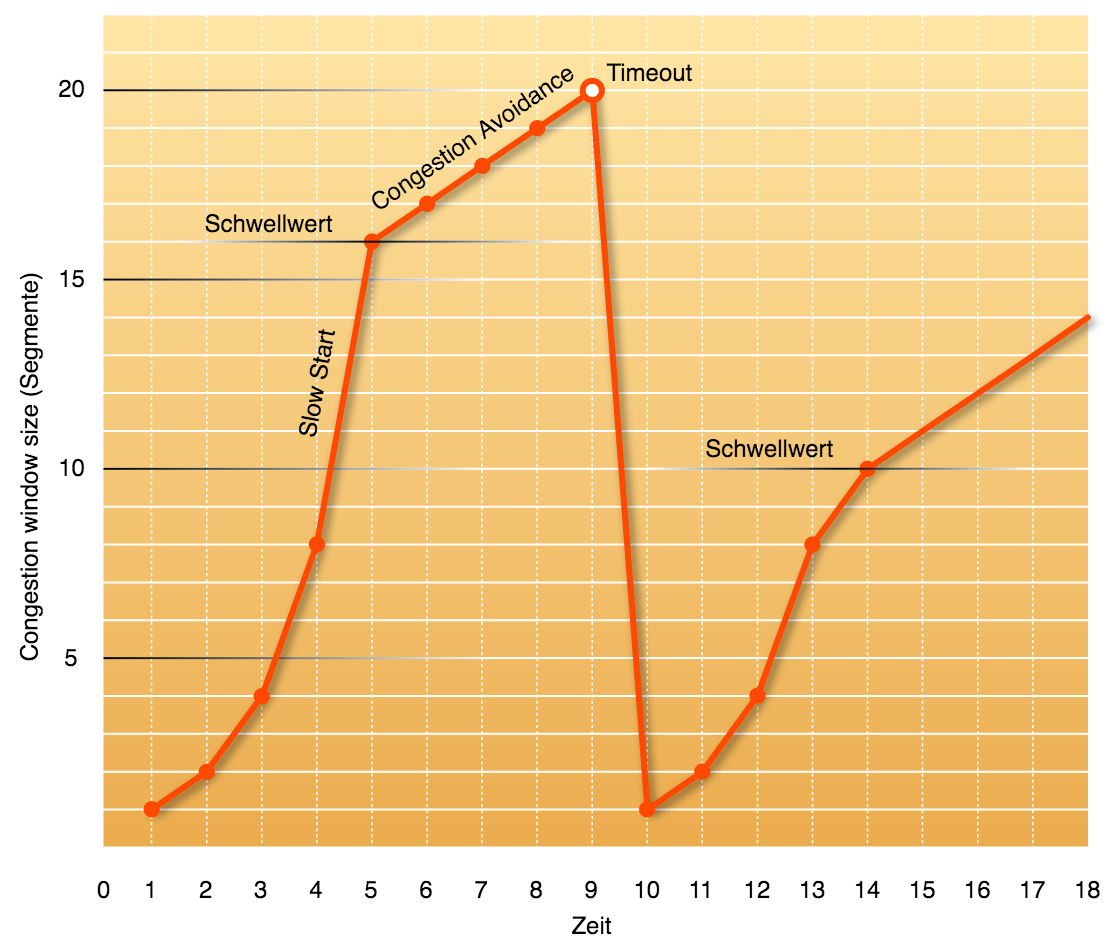 20
Timeout
Congestion Avoidance
Schwellwert
15
Slow Start
Schwellwert
10
5
Congestion window size (Segmente)
0 1 2 3 4 5 6 7 8 9 10 11 12 13 14 15 16 17 18
Zeit